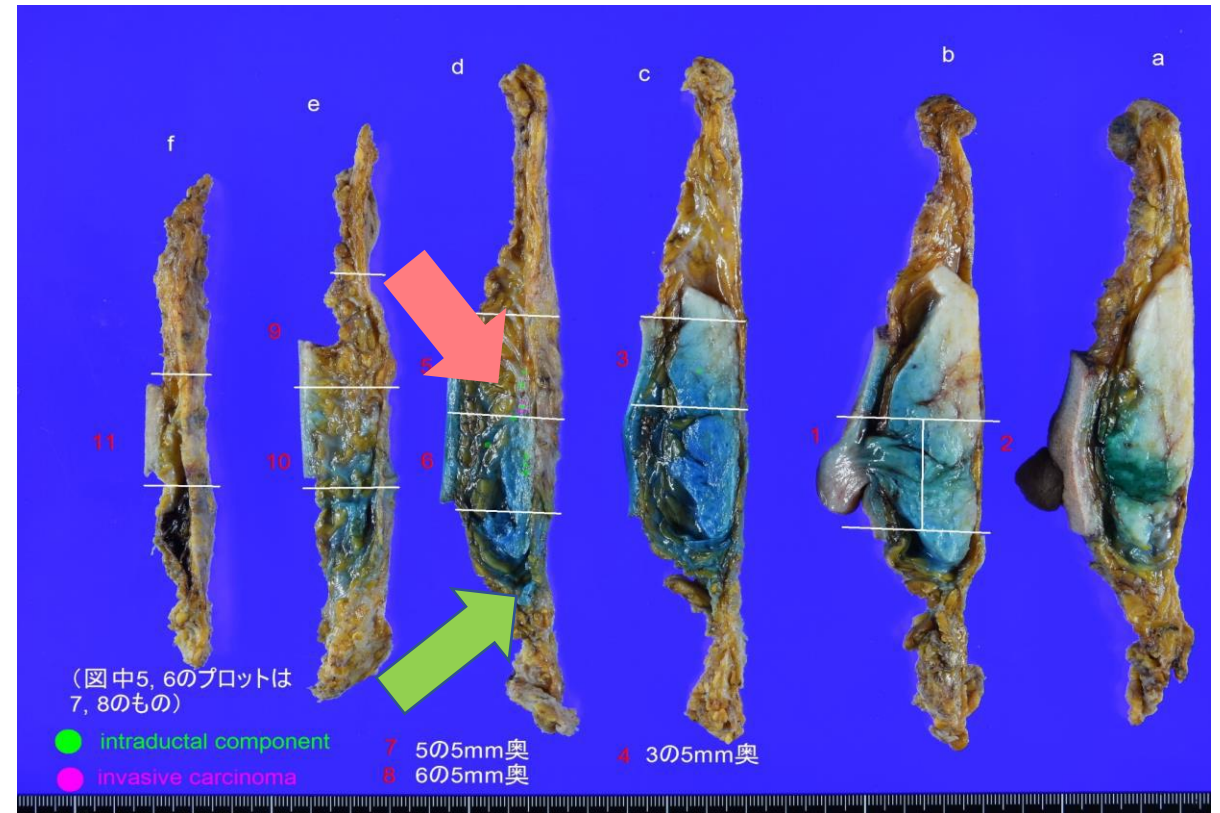 f
e
d
c
b
a
9
5
3
11
10
6
1
2
(図中5, 6のプロットは
7, 8のもの)
intraductal component
invasive carcinoma
7 5の5mm奥
8 6の5mm奥
4 3の5mm奥